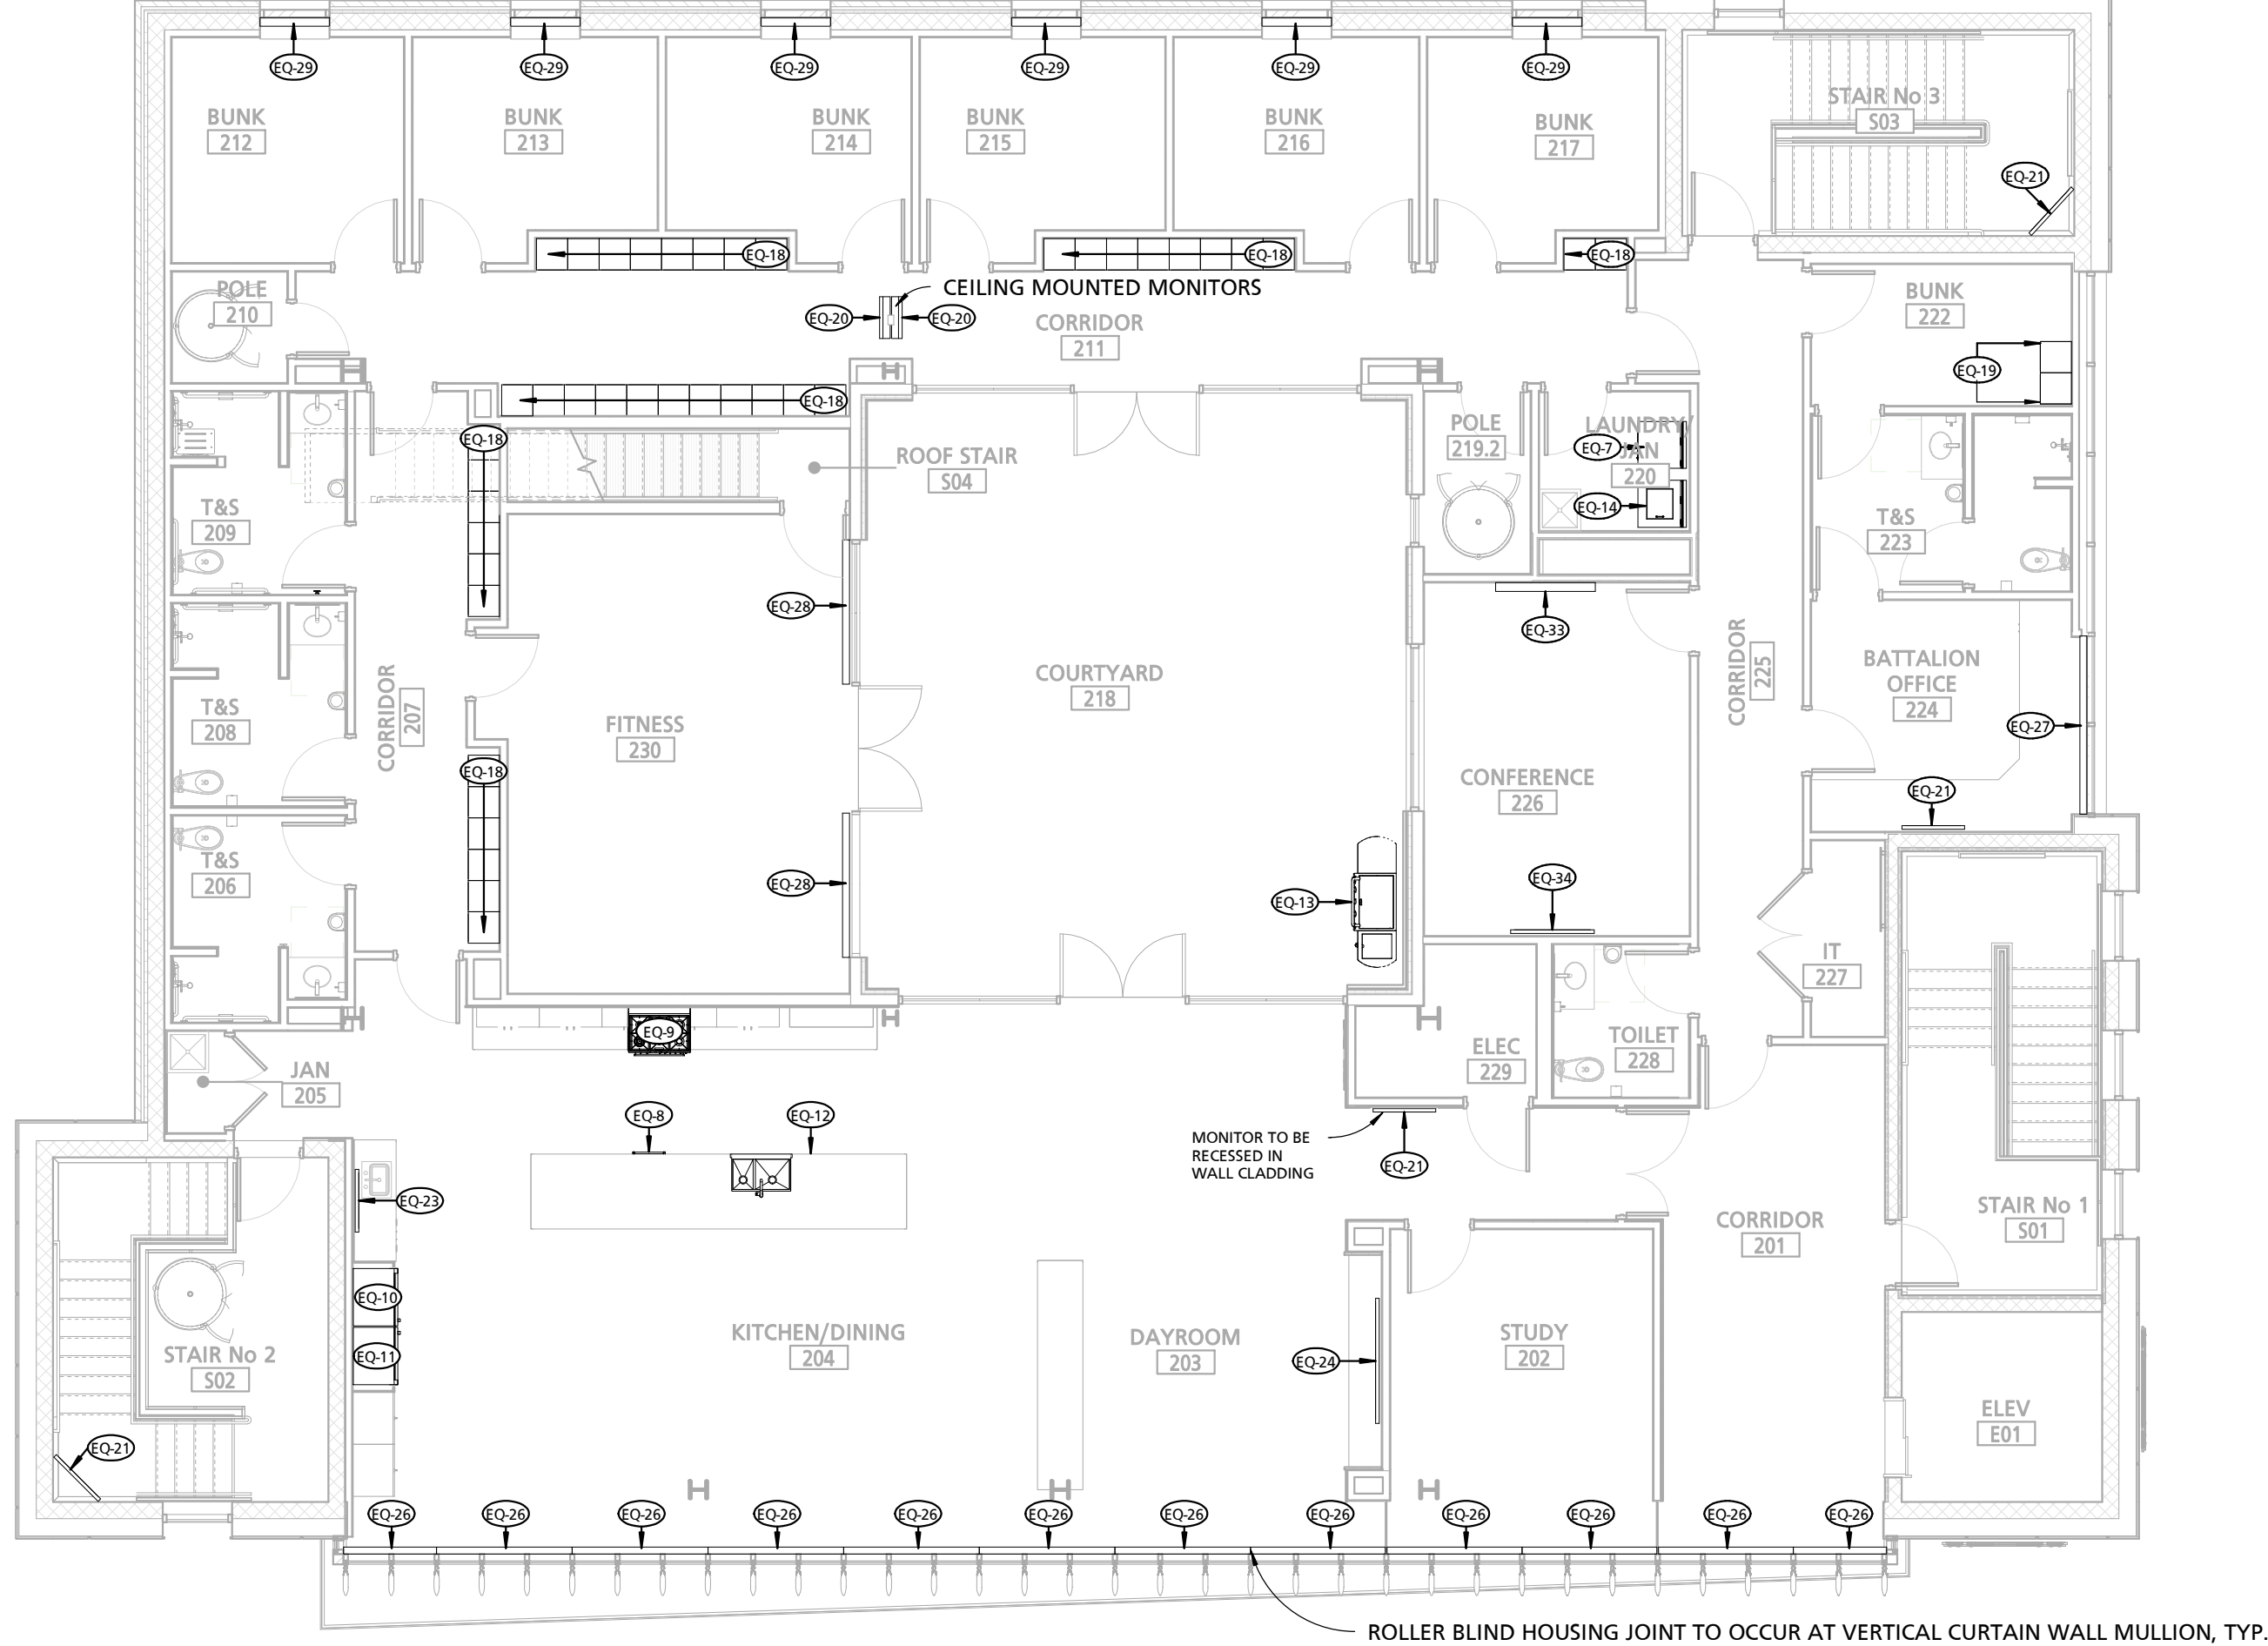 EQ-29 EQ-29 EQ-29 EQ-29 EQ-29 EQ-29
BUNK
212
BUNK
213
BUNK
214
BUNK
215
BUNK
216
BUNK
217
STAIR No 3
S03
EQ-21
EQ-18 EQ-18 EQ-18
POLE
210
CEILING MOUNTED MONITORS
EQ-20 EQ-20
CORRIDOR
211
BUNK
222
EQ-19
EQ-18
EQ-18
ROOF STAIR
S04
POLE
219.2
LAUNDRY/
JAN
220
EQ-7
EQ-14
T&S
209
T&S
223
EQ-28
EQ-33
T&S
208
CORRIDOR
207
FITNESS
230
COURTYARD
218
CORRIDOR
225
BATTALION
OFFICE
224
EQ-27
EQ-18
CONFERENCE
226
EQ-21
T&S
206
EQ-28
EQ-13
EQ-34
IT
227
EQ-9
JAN
205
ELEC
229
TOILET
228
EQ-8
EQ-12
MONITOR TO BE
RECESSED IN
WALL CLADDING
EQ-21
EQ-23
STAIR No 1
S01
CORRIDOR
201
EQ-10
EQ-11
STAIR No 2
S02
KITCHEN/DINING
204
DAYROOM
203
EQ-24
STUDY
202
ELEV
E01
EQ-21
EQ-26 EQ-26 EQ-26 EQ-26 EQ-26 EQ-26 EQ-26 EQ-26 EQ-26 EQ-26 EQ-26 EQ-26
ROLLER BLIND HOUSING JOINT TO OCCUR AT VERTICAL CURTAIN WALL MULLION, TYP.